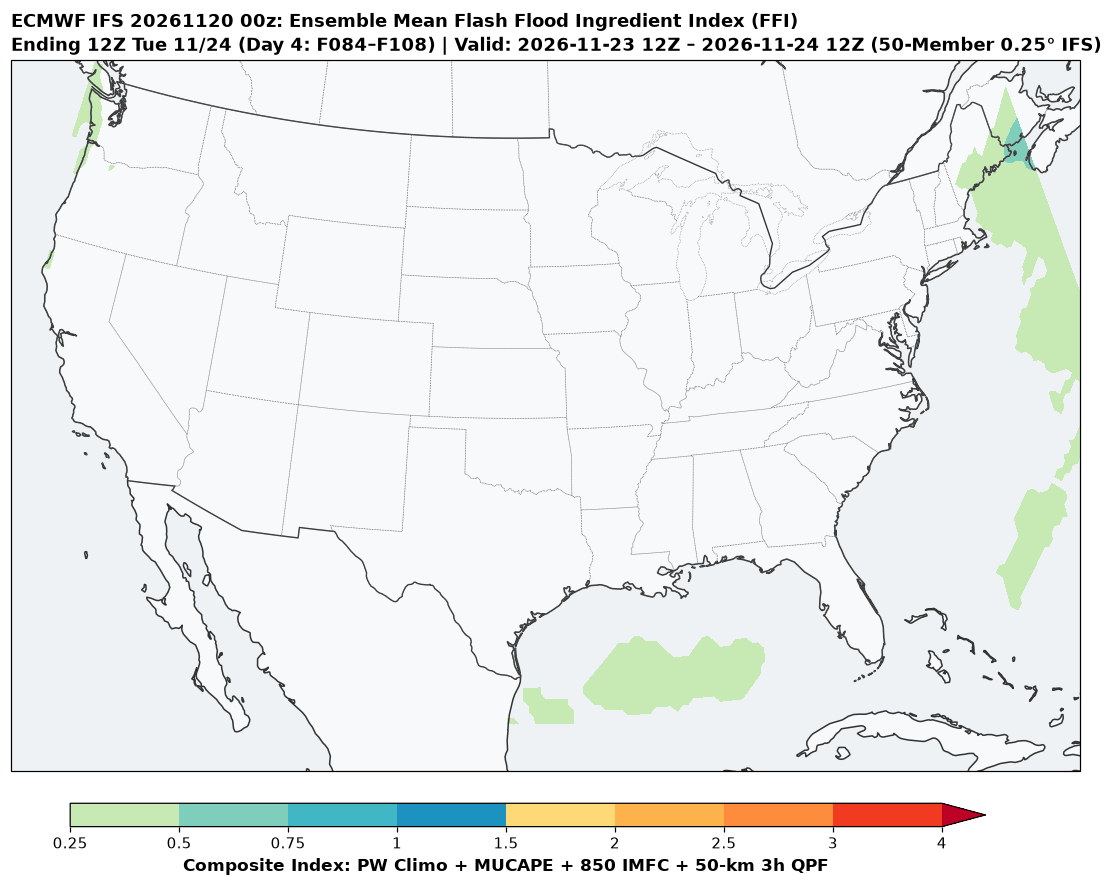 ECMWF IFS 20261120 00z: Ensemble Mean Flash Flood Ingredient Index (FFI)
Ending 12Z Tue 11/24 (Day 4: F084–F108) | Valid: 2026-11-23 12Z – 2026-11-24 12Z (50-Member 0.25° IFS)
0.25 0.5 0.75 1 1.5 2 2.5 3 4
Composite Index: PW Climo + MUCAPE + 850 IMFC + 50-km 3h QPF